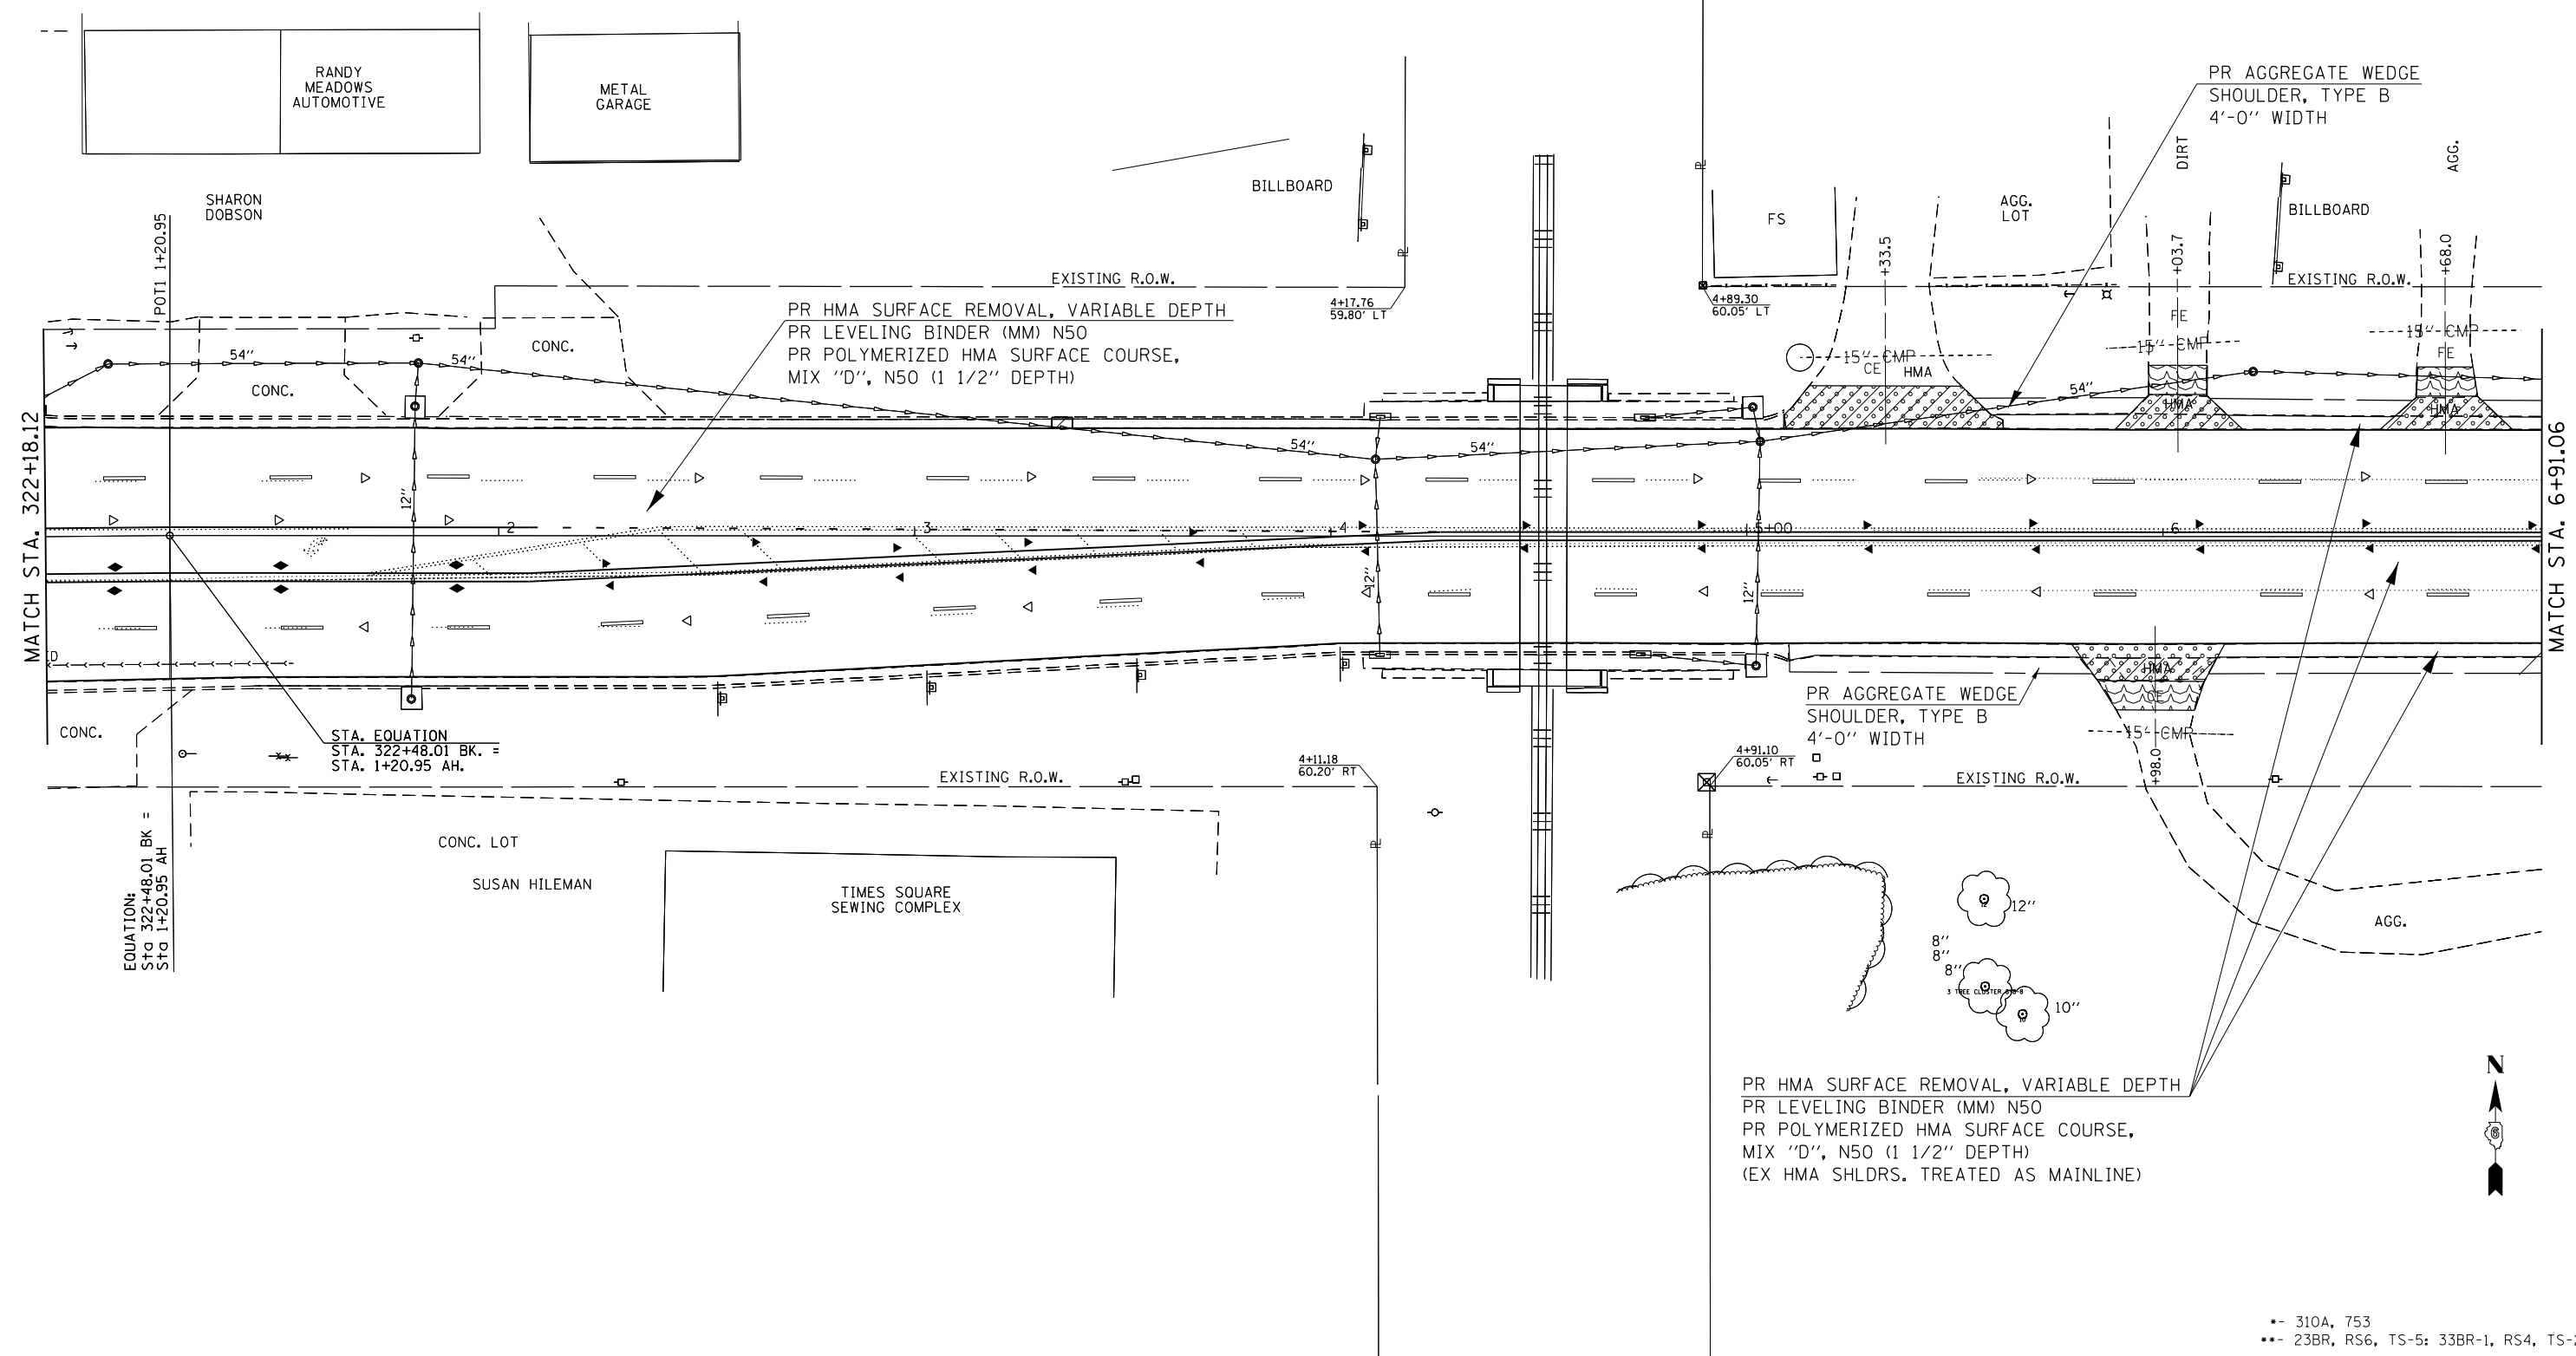 RANDY
MEADOWS
AUTOMOTIVE
METAL
GARAGE
PR AGGREGATE WEDGE
SHOULDER, TYPE B
4'-0" WIDTH
DIRT
AGG.
BILLBOARD
SHARON
DOBSON
POT1 1+20.95
FS
AGG.
LOT
BILLBOARD
+33.5
+03.7
+68.0
EXISTING R.O.W.
EXISTING R.O.W.
4+17.76
59.80' LT
4+89.30
60.05' LT
PR HMA SURFACE REMOVAL, VARIABLE DEPTH
PR LEVELING BINDER (MM) N50
PR POLYMERIZED HMA SURFACE COURSE,
MIX "D", N50 (1 1/2" DEPTH)
FE
15" CMP
FE
15" CMP
15" CMP
CE
HMA
CONC.
CONC.
54"
54"
54"
54"
54"
HMA
HMA
MATCH STA. 322+18.12
MATCH STA. 6+91.06
12"
12"
12"
2
3
4
5+00
6
D
HMA
CE
15" CMP
+98.0
CONC.
STA. EQUATION
STA. 322+48.01 BK. =
STA. 1+20.95 AH.
PR AGGREGATE WEDGE
SHOULDER, TYPE B
4'-0" WIDTH
4+11.18
60.20' RT
4+91.10
60.05' RT
EXISTING R.O.W.
EXISTING R.O.W.
EQUATION:
Sta 322+48.01 BK =
Sta 1+20.95 AH
CONC. LOT
SUSAN HILEMAN
TIMES SQUARE
SEWING COMPLEX
AGG.
12"
8"
8"
8"
3 TREE CLUSTER 8-8-8
10"
PR HMA SURFACE REMOVAL, VARIABLE DEPTH
PR LEVELING BINDER (MM) N50
PR POLYMERIZED HMA SURFACE COURSE,
MIX "D", N50 (1 1/2" DEPTH)
(EX HMA SHLDRS. TREATED AS MAINLINE)
N
6
*- 310A, 753
**- 23BR, RS6, TS-5: 33BR-1, RS4, TS-